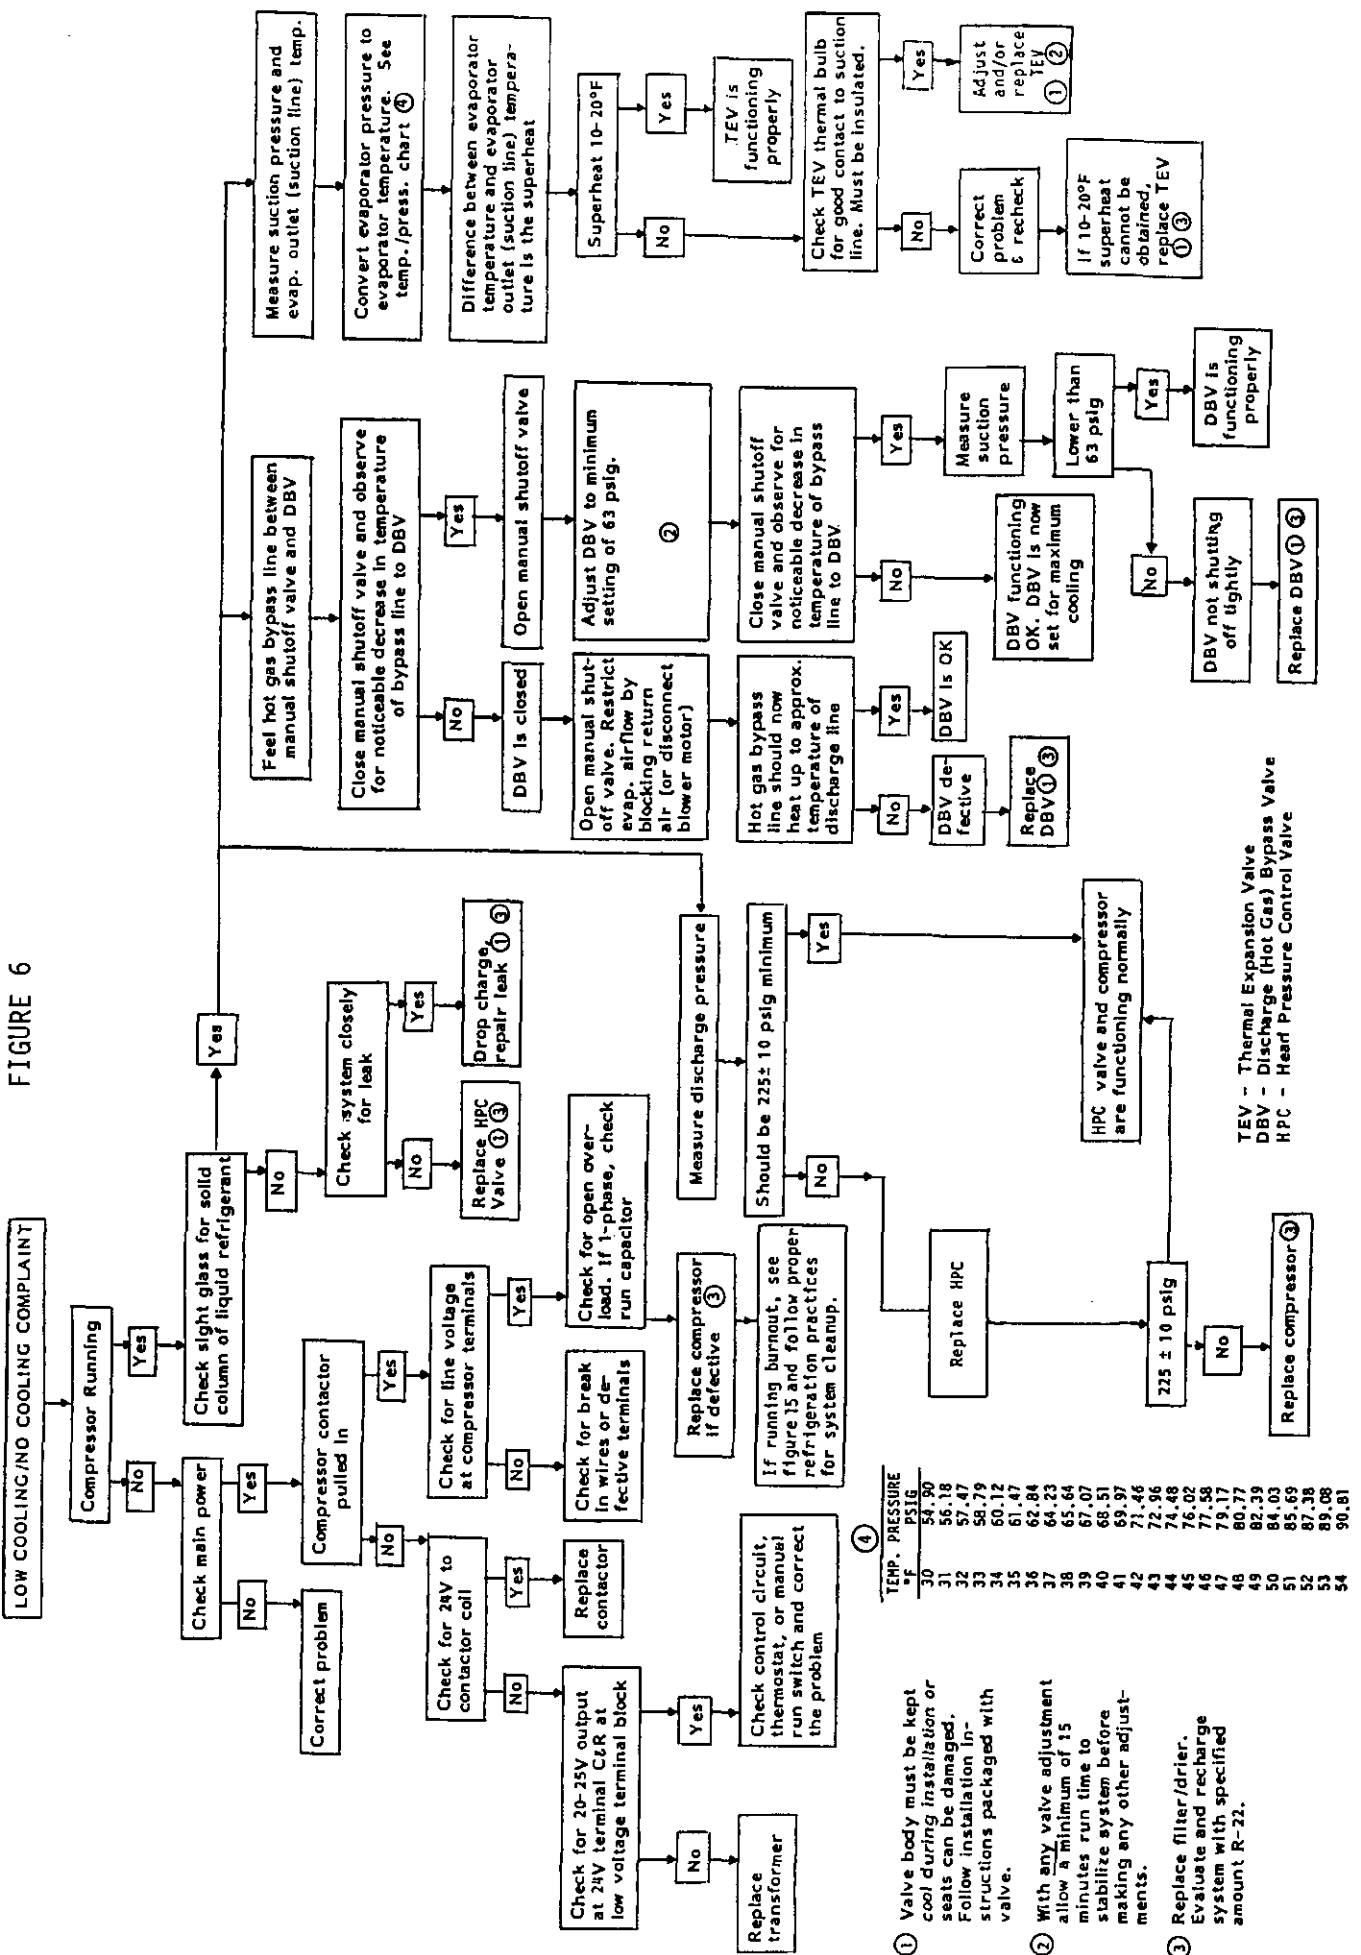 FIGURE 6
LOW COOLING/NO COOLING COMPLAINT
Compressor Running
No
Yes
Check main power
No
Yes
Correct problem
Compressor contactor
pulled in
No
Yes
Check for 24V to
contactor coil
No
Yes
Check for 20-25V output
at 24V terminal C&R at
low voltage terminal block
No
Yes
Replace
transformer
Check control circuit,
thermostat, or manual
run switch and correct
the problem
Replace
contactor
Check for line voltage
at compressor terminals
No
Yes
Check for break
in wires or de-
fective terminals
Check for open over-
load. If 1-phase, check
run capacitor
Replace compressor
if defective ③
If running burnout, see
figure 15 and follow proper
refrigeration practices
for system cleanup.
Check sight glass for solid
column of liquid refrigerant
No
Yes
Check system closely
for leak
No
Yes
Replace HPC
Valve ① ③
Drop charge,
repair leak ① ③
Measure discharge pressure
Should be 225± 10 psig minimum
No
Yes
Replace HPC
HPC valve and compressor
are functioning normally
225 ± 10 psig
No
Replace compressor ③
Feel hot gas bypass line between
manual shutoff valve and DBV
Close manual shutoff valve and observe
for noticeable decrease in temperature
of bypass line to DBV
No
Yes
DBV is closed
Open manual shut-
off valve. Restrict
evap. airflow by
blocking return
air (or disconnect
blower motor)
Hot gas bypass
line should now
heat up to approx.
temperature of
discharge line
No
Yes
DBV de-
fective
DBV is OK
Replace
DBV ① ③
Open manual shutoff valve
Adjust DBV to minimum
setting of 63 psig.
②
Close manual shutoff
valve and observe for
noticeable decrease in
temperature of bypass
line to DBV.
No
Yes
DBV functioning
OK. DBV is now
set for maximum
cooling
Measure
suction
pressure
Lower than
63 psig
No
Yes
DBV not shutting
off tightly
Replace DBV ① ③
DBV is
functioning
properly
Measure suction pressure and
evap. outlet (suction line) temp.
Convert evaporator pressure to
evaporator temperature. See
temp./press. chart ④
Difference between evaporator
temperature and evaporator
outlet (suction line) tempera-
ture is the superheat
Superheat 10-20°F
No
Yes
TEV is
functioning
properly
Check TEV thermal bulb
for good contact to suction
line. Must be insulated.
No
Yes
Correct
problem
& recheck
If 10-20°F
superheat
cannot be
obtained,
replace TEV
① ③
Adjust
and/or
replace
TEV
① ②
① Valve body must be kept
cool during installation or
seats can be damaged.
Follow installation in-
structions packaged with
valve.
② With any valve adjustment
allow a minimum of 15
minutes run time to
stabilize system before
making any other adjust-
ments.
③ Replace filter/drier.
Evaluate and recharge
system with specified
amount R-22.
④
TEMP. PRESSURE
°F PSIG
30 54.90
31 56.18
32 57.47
33 58.79
34 60.12
35 61.47
36 62.84
37 64.23
38 65.64
39 67.07
40 68.51
41 69.97
42 71.46
43 72.96
44 74.48
45 76.02
46 77.58
47 79.17
48 80.77
49 82.39
50 84.03
51 85.69
52 87.38
53 89.08
54 90.81
TEV - Thermal Expansion Valve
DBV - Discharge (Hot Gas) Bypass Valve
HPC - Head Pressure Control Valve